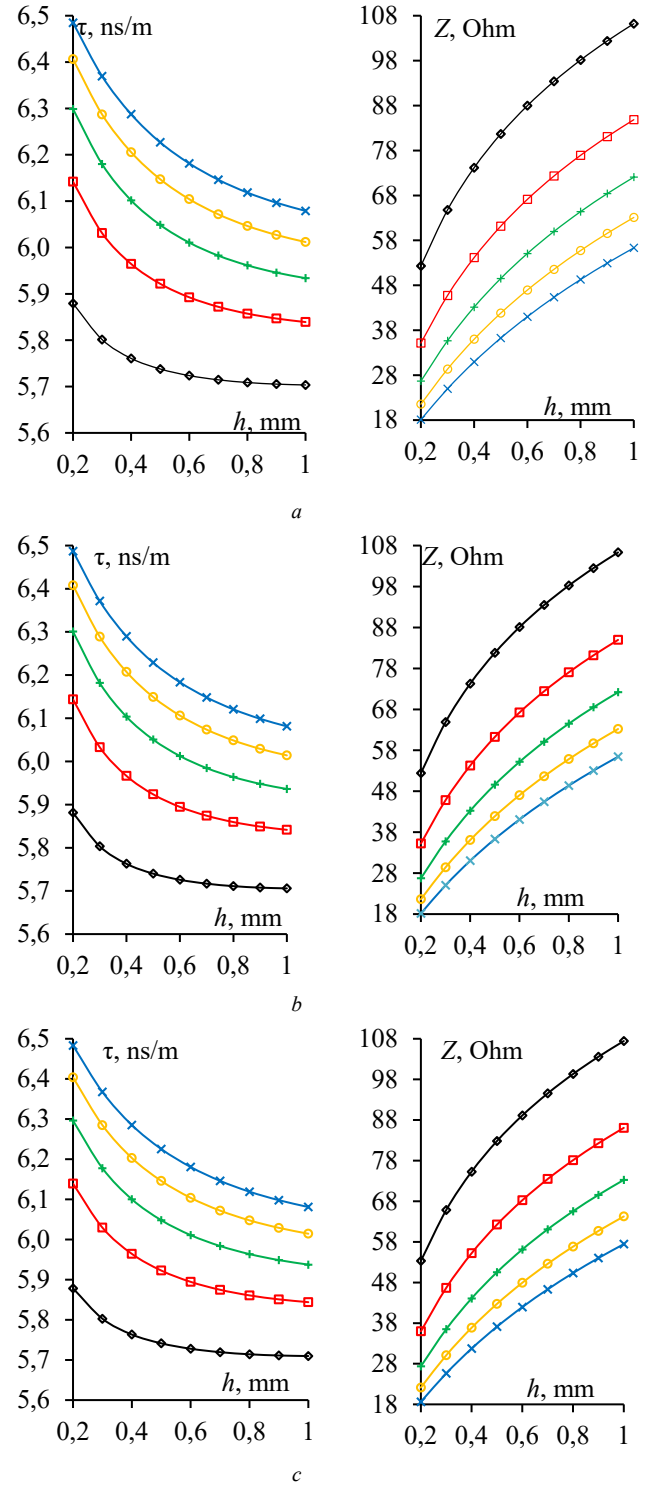 τ, ns/m
6,5
6,4
6,3
6,2
6,1
6,0
5,9
5,8
5,7
5,6
h, mm
0,2 0,4 0,6 0,8 1
Z, Ohm
108
98
88
78
68
58
48
38
28
18
h, mm
0,2 0,4 0,6 0,8 1
a
τ, ns/m
6,5
6,4
6,3
6,2
6,1
6,0
5,9
5,8
5,7
5,6
h, mm
0,2 0,4 0,6 0,8 1
Z, Ohm
108
98
88
78
68
58
48
38
28
18
h, mm
0,2 0,4 0,6 0,8 1
b
τ, ns/m
6,5
6,4
6,3
6,2
6,1
6,0
5,9
5,8
5,7
5,6
h, mm
0,2 0,4 0,6 0,8 1
Z, Ohm
108
98
88
78
68
58
48
38
28
18
h, mm
0,2 0,4 0,6 0,8 1
c